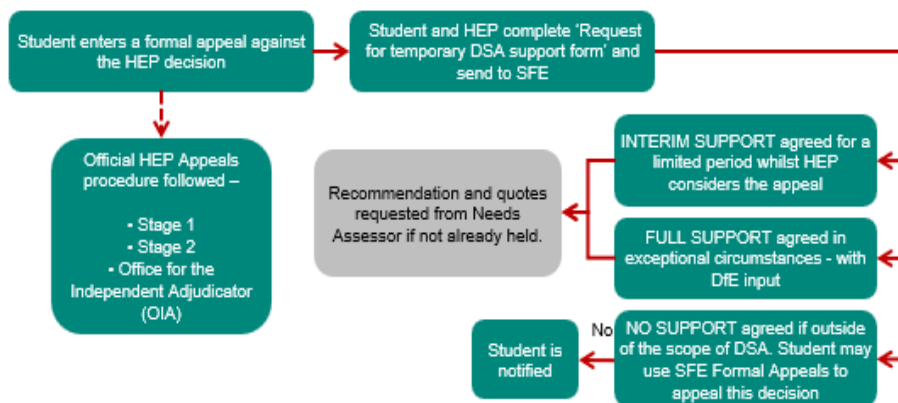 Student enters a formal appeal against
the HEP decision
Student and HEP complete ‘Request
for temporary DSA support form’ and
send to SFE
Official HEP Appeals
procedure followed –
▪ Stage 1
▪ Stage 2
▪ Office for the
Independent Adjudicator
(OIA)
Recommendation and quotes
requested from Needs
Assessor if not already held.
INTERIM SUPPORT agreed for a
limited period whilst HEP
considers the appeal
FULL SUPPORT agreed in
exceptional circumstances - with
DfE input
NO SUPPORT agreed if outside
of the scope of DSA. Student may
use SFE Formal Appeals to
appeal this decision
No
Student is
notified